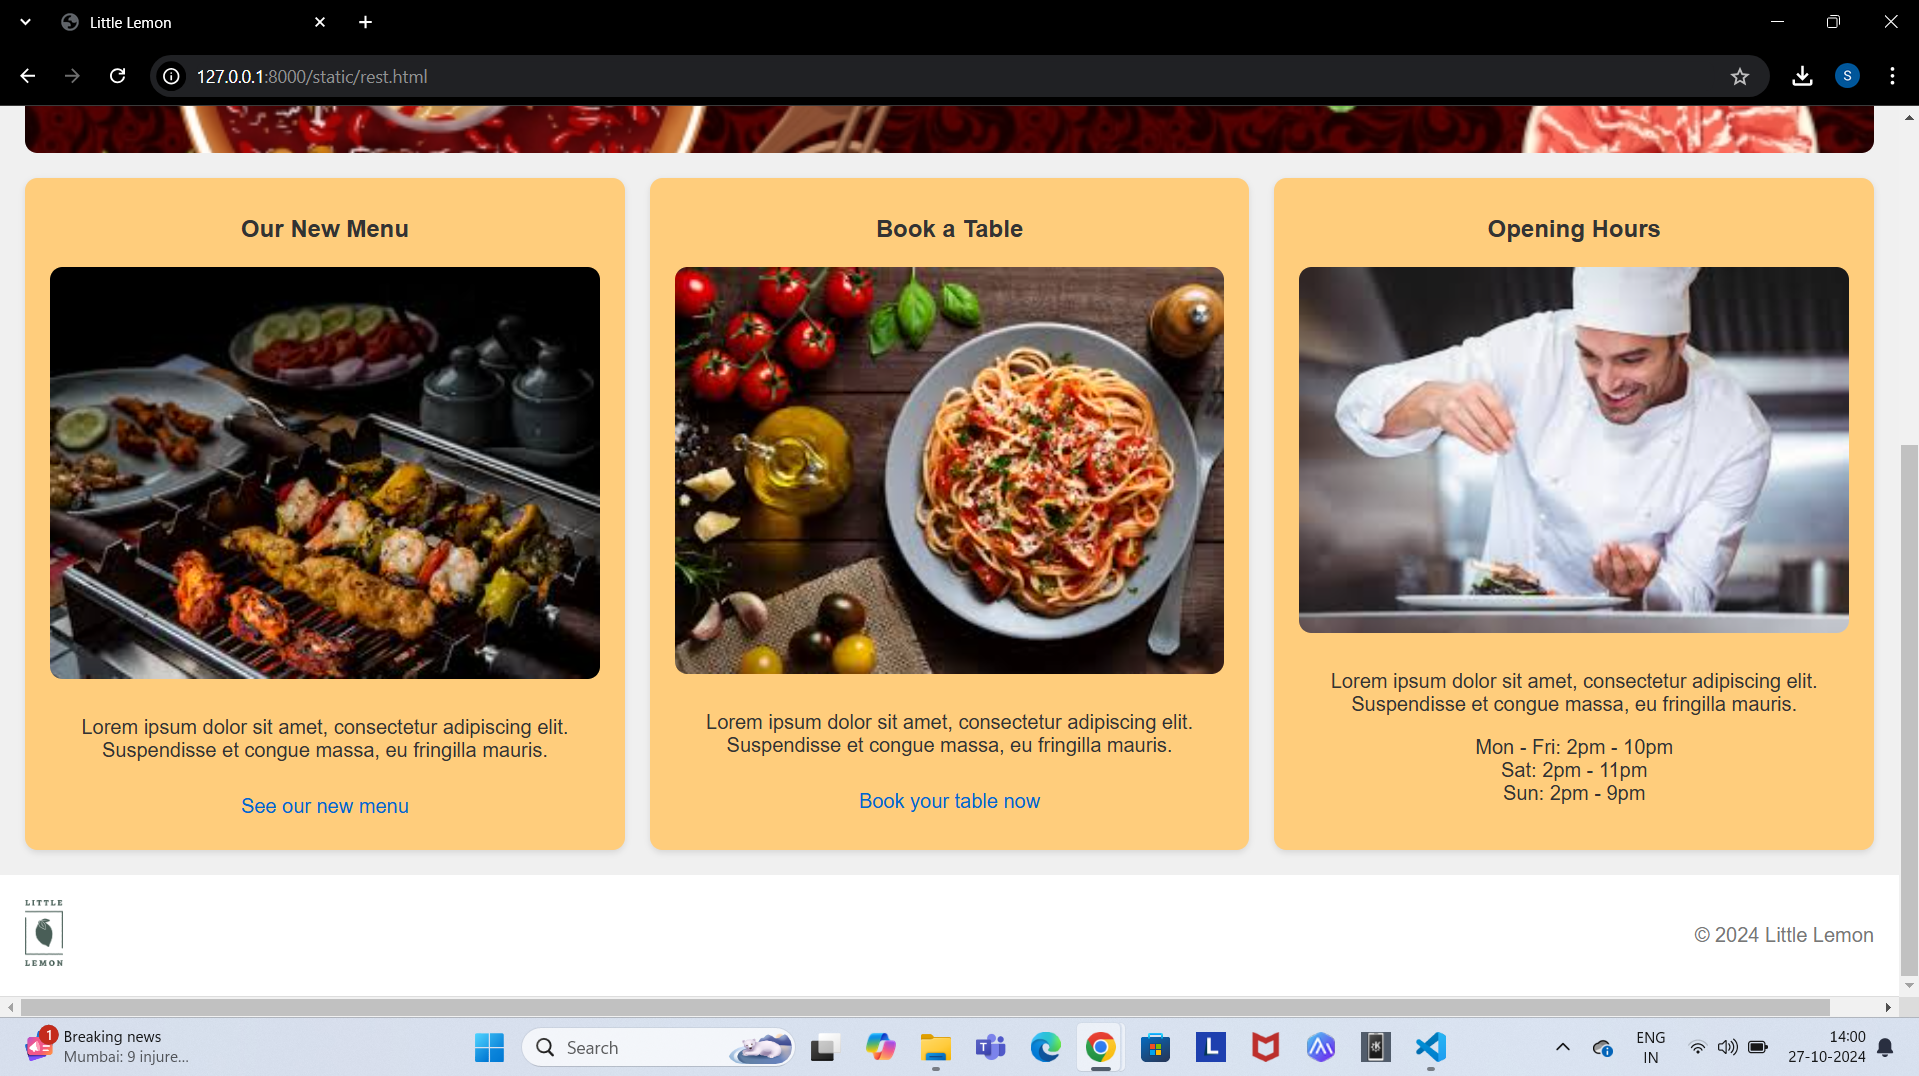 Little Lemon
127.0.0.1:8000/static/rest.html
S
Our New Menu
Lorem ipsum dolor sit amet, consectetur adipiscing elit.
Suspendisse et congue massa, eu fringilla mauris.
See our new menu
Book a Table
Lorem ipsum dolor sit amet, consectetur adipiscing elit.
Suspendisse et congue massa, eu fringilla mauris.
Book your table now
Opening Hours
Lorem ipsum dolor sit amet, consectetur adipiscing elit.
Suspendisse et congue massa, eu fringilla mauris.
Mon - Fri: 2pm - 10pm
Sat: 2pm - 11pm
Sun: 2pm - 9pm
LITTLE
LEMON
© 2024 Little Lemon
1
Breaking news
Mumbai: 9 injure...
Search
L
ENG
IN
14:00
27-10-2024